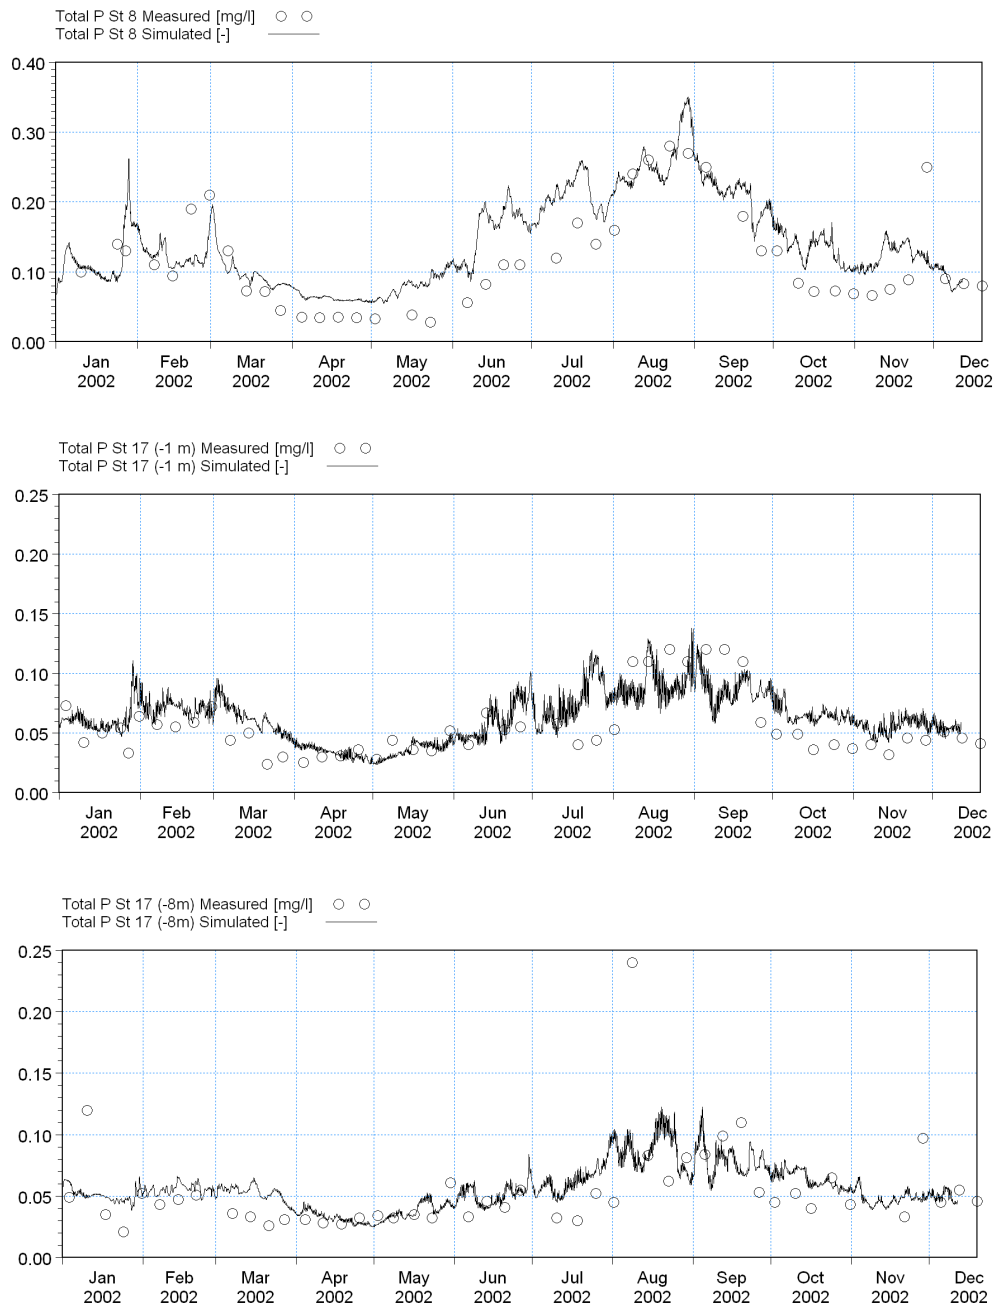 Total P St 8 Measured [mg/l]
Total P St 8 Simulated [-]
0.40
0.30
0.20
0.10
0.00
Jan Feb Mar Apr May Jun Jul Aug Sep Oct Nov Dec
2002 2002 2002 2002 2002 2002 2002 2002 2002 2002 2002 2002
Total P St 17 (-1 m) Measured [mg/l]
Total P St 17 (-1 m) Simulated [-]
0.25
0.20
0.15
0.10
0.05
0.00
Jan Feb Mar Apr May Jun Jul Aug Sep Oct Nov Dec
2002 2002 2002 2002 2002 2002 2002 2002 2002 2002 2002 2002
Total P St 17 (-8m) Measured [mg/l]
Total P St 17 (-8m) Simulated [-]
0.25
0.20
0.15
0.10
0.05
0.00
Jan Feb Mar Apr May Jun Jul Aug Sep Oct Nov Dec
2002 2002 2002 2002 2002 2002 2002 2002 2002 2002 2002 2002